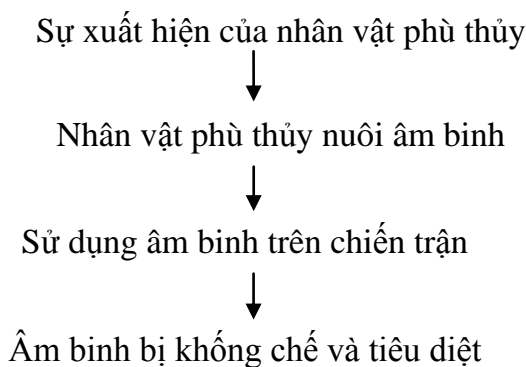 Sự xuất hiện của nhân vật phù thủy
Nhân vật phù thủy nuôi âm binh
Sử dụng âm binh trên chiến trận
Âm binh bị khống chế và tiêu diệt